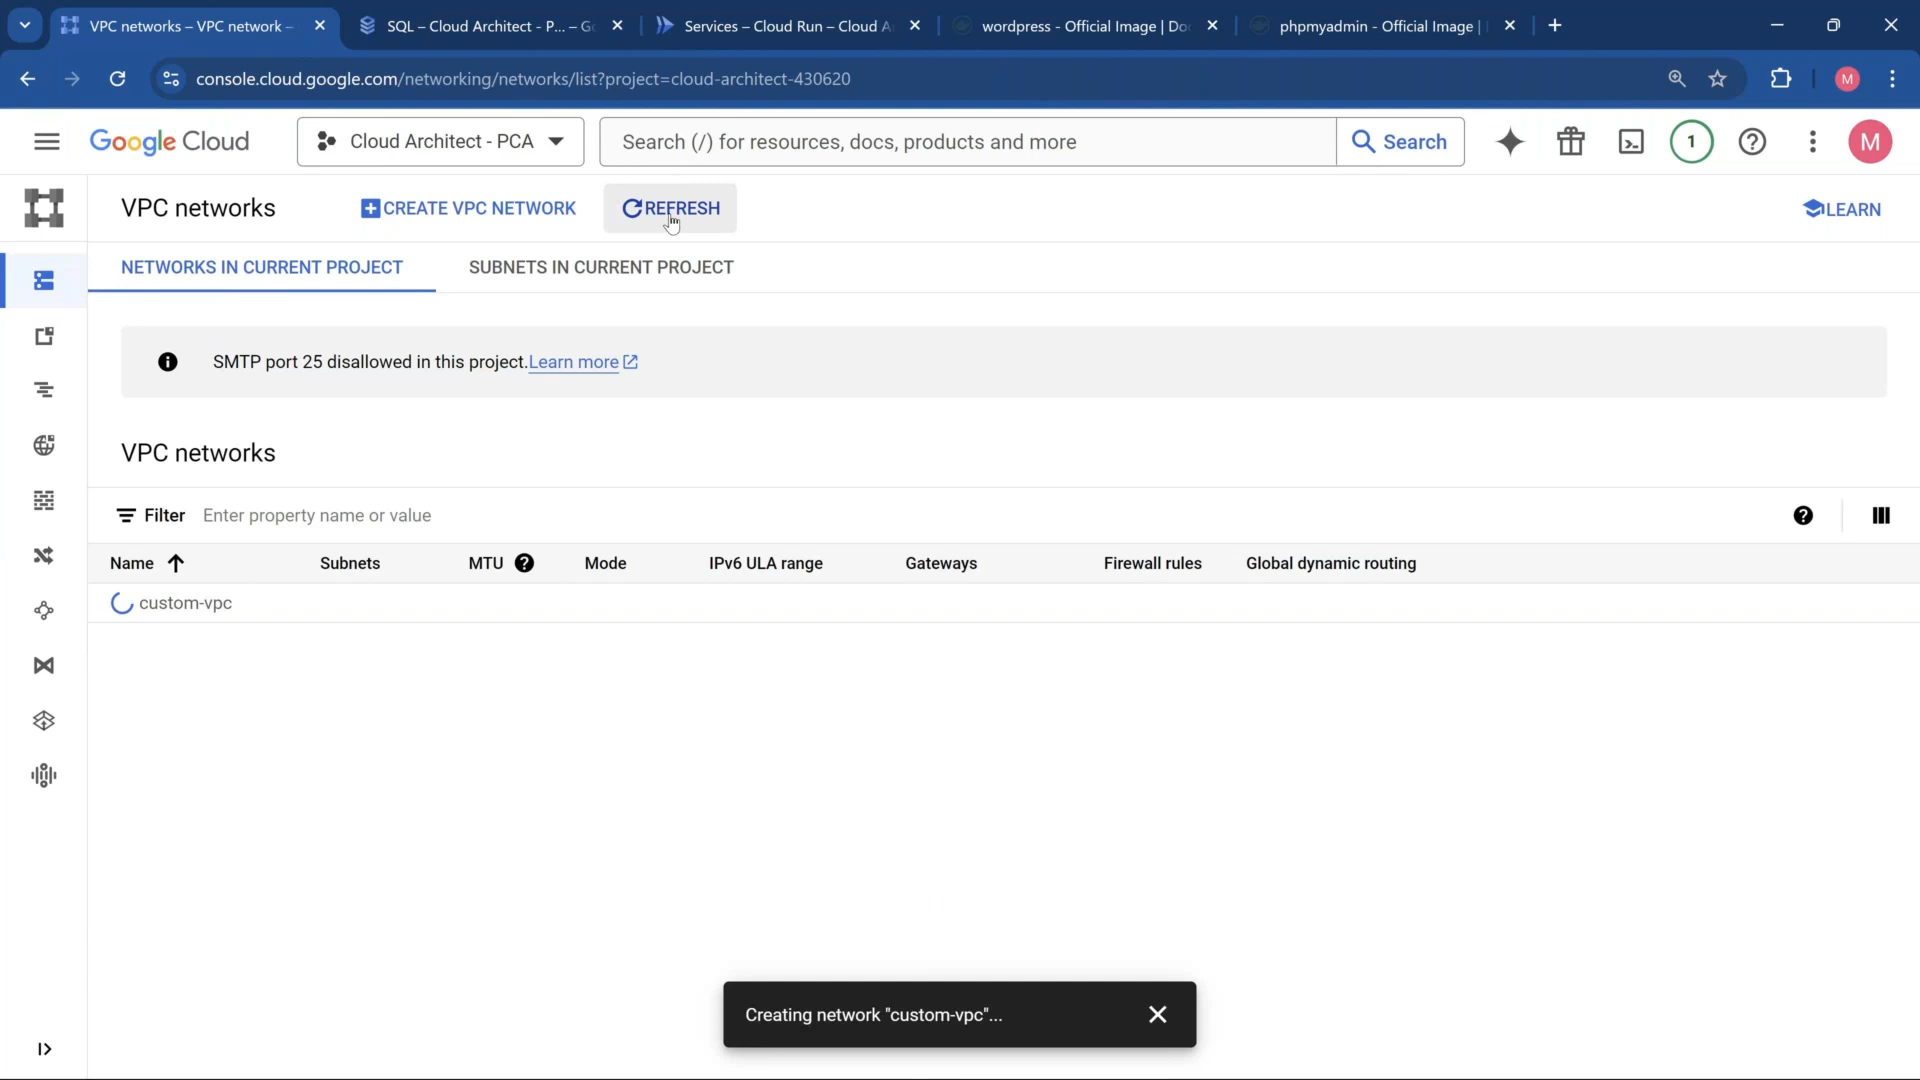 VPC networks – VPC network –
SQL – Cloud Architect - P... – Go
Services – Cloud Run – Cloud A
wordpress - Official Image | Do
phpmyadmin - Official Image |
console.cloud.google.com/networking/networks/list?project=cloud-architect-430620
M
Google Cloud
Cloud Architect - PCA
Search (/) for resources, docs, products and more
Search
1
M
VPC networks
CREATE VPC NETWORK
REFRESH
LEARN
NETWORKS IN CURRENT PROJECT
SUBNETS IN CURRENT PROJECT
SMTP port 25 disallowed in this project. Learn more
VPC networks
Filter Enter property name or value
Name Subnets MTU Mode IPv6 ULA range Gateways Firewall rules Global dynamic routing
custom-vpc
Creating network "custom-vpc"...